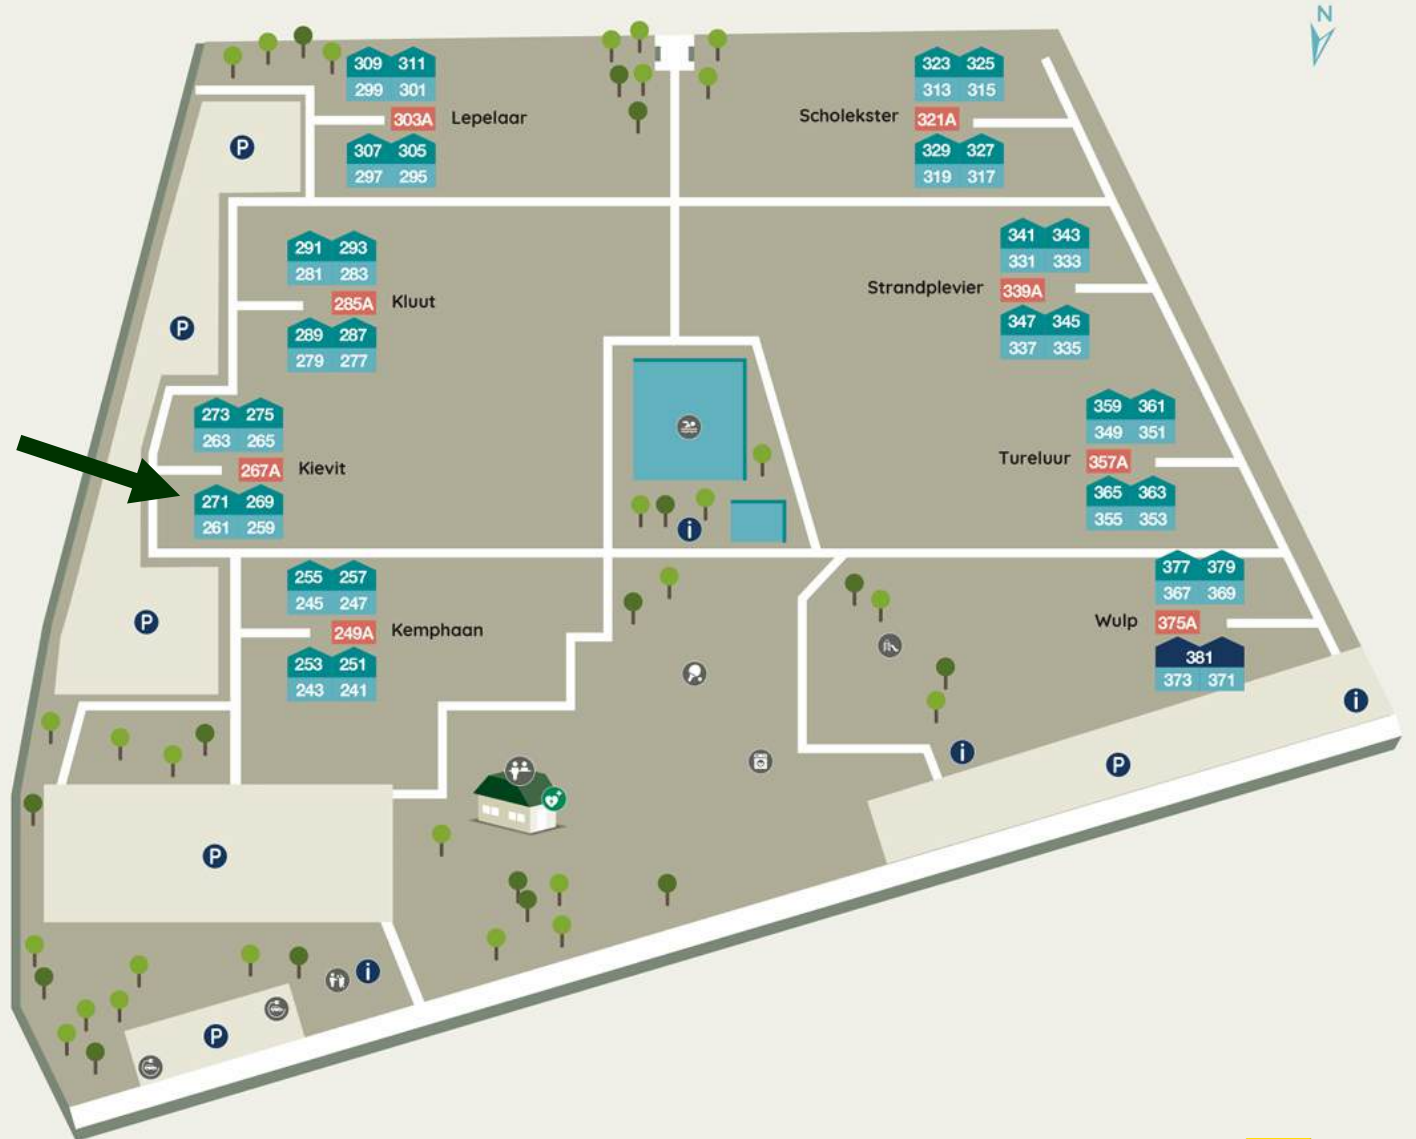 N
309 311
299 301
303A Lepelaar
307 305
297 295
P
323 325
313 315
Scholekster 321A
329 327
319 317
291 293
281 283
285A Kluut
289 287
279 277
P
341 343
331 333
Strandplevier 339A
347 345
337 335
273 275
263 265
267A Kievit
271 269
261 259
i
359 361
349 351
Tureluur 357A
365 363
355 353
255 257
245 247
249A Kemphaan
253 251
243 241
P
377 379
367 369
Wulp 375A
381
373 371
i
i
P
P
i
P